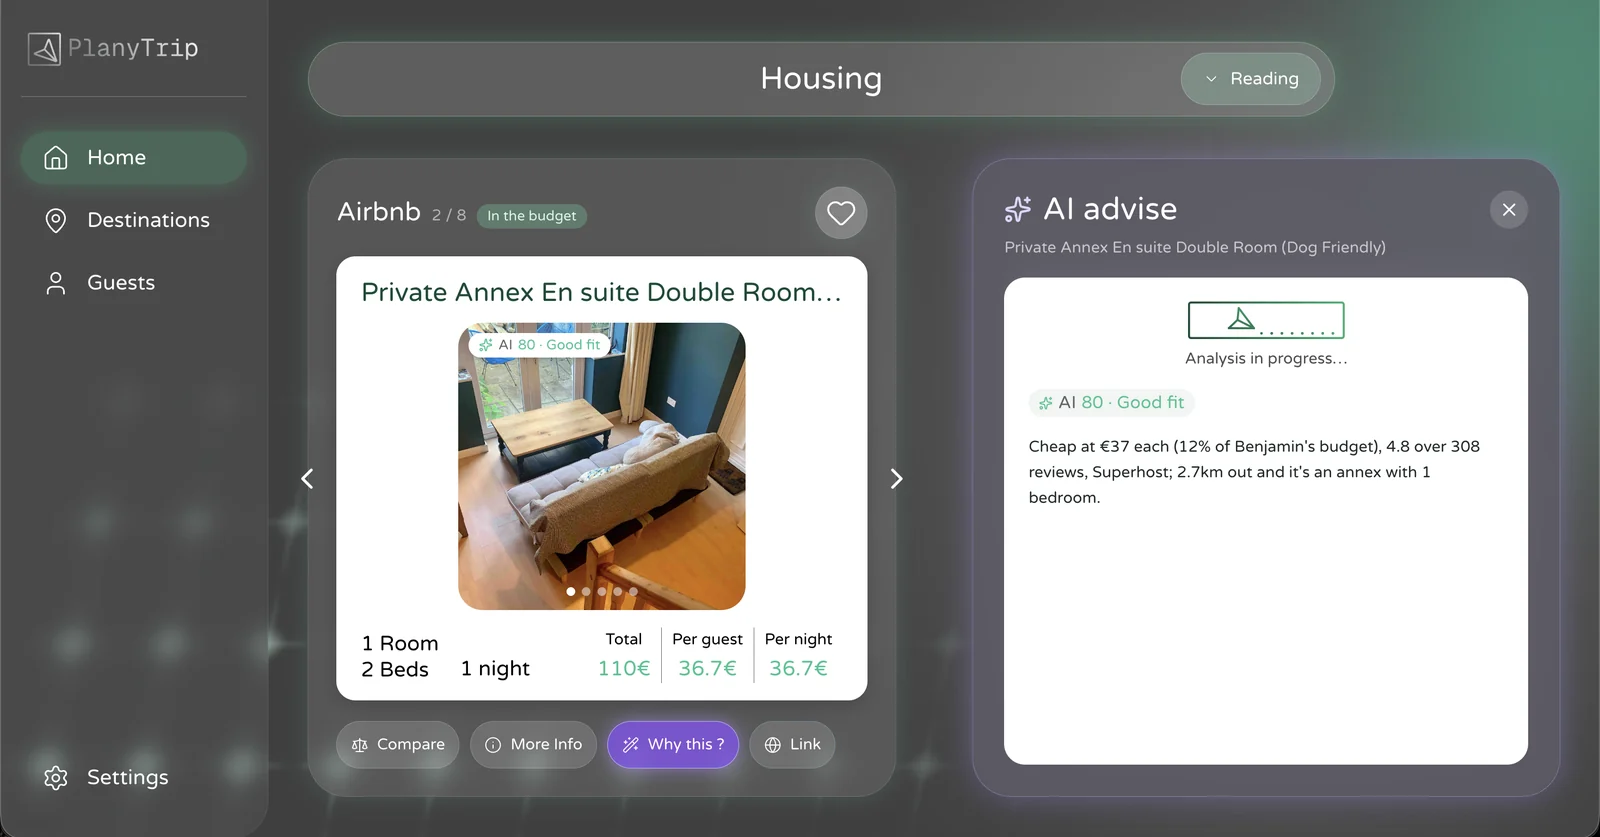 PlanyTrip
Home
Destinations
Guests
Settings
Housing
Reading
Airbnb 2 / 8 In the budget
Private Annex En suite Double Room...
AI 80 · Good fit
1 Room
2 Beds
1 night
Total
110€
Per guest
36.7€
Per night
36.7€
Compare
More Info
Why this ?
Link
AI advise
Private Annex En suite Double Room (Dog Friendly)
Analysis in progress...
AI 80 · Good fit
Cheap at €37 each (12% of Benjamin's budget), 4.8 over 308
reviews, Superhost; 2.7km out and it's an annex with 1
bedroom.